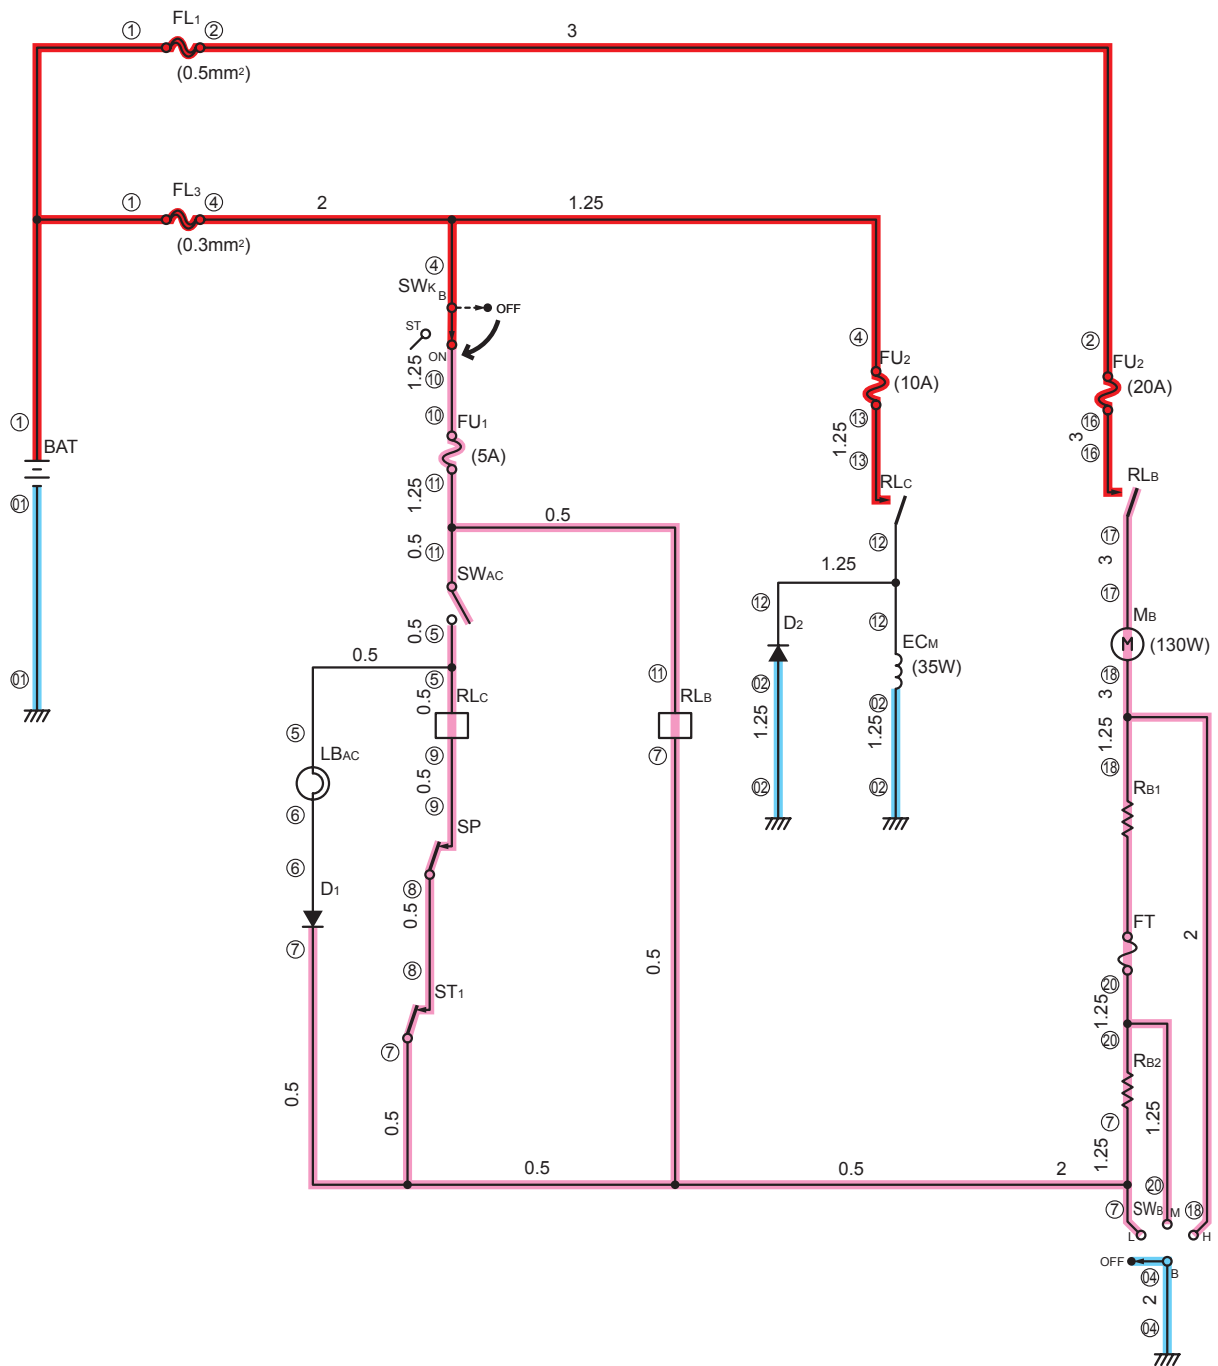 ① FL1 ② 3
(0.5mm²)
① FL3 ④ 2 1.25
(0.3mm²)
④
SWK B OFF
ST
ON
1.25
⑩
⑩ FU1
(5A)
⑪
1.25
0.5
0.5
⑪
SWAC
⑤
0.5
0.5
⑤
0.5
RLC
⑨
0.5
⑨
SP
⑧
0.5
⑧
ST1
⑦
0.5
① BAT
01
01
⑤
LBAC
⑥
⑥
D1
⑦
0.5
⑪ RLB
⑦
0.5
④
FU2
(10A)
⑬
1.25
⑬
RLC
⑫
1.25
⑫
D2
02
1.25
02
⑫
ECM
(35W)
02
1.25
02
②
FU2
(20A)
⑯
3
⑯
RLB
⑰
3
⑰
MB
M (130W)
⑱
3
1.25
⑱
RB1
FT
2
⑳
1.25
⑳
RB2
1.25
⑦
1.25
0.5 0.5 2
⑳
⑦ SWB M ⑱
L H
OFF B
04
2
04